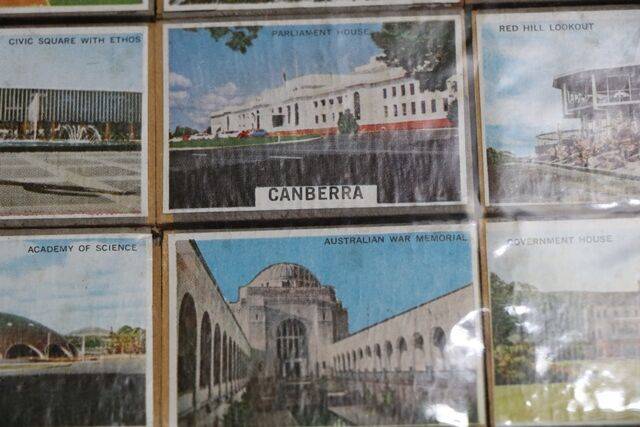 CIVIC SQUARE WITH ETHOS
PARLIAMENT HOUSE
RED HILL LOOKOUT
CANBERRA
ACADEMY OF SCIENCE
AUSTRALIAN WAR MEMORIAL
GOVERNMENT HOUSE